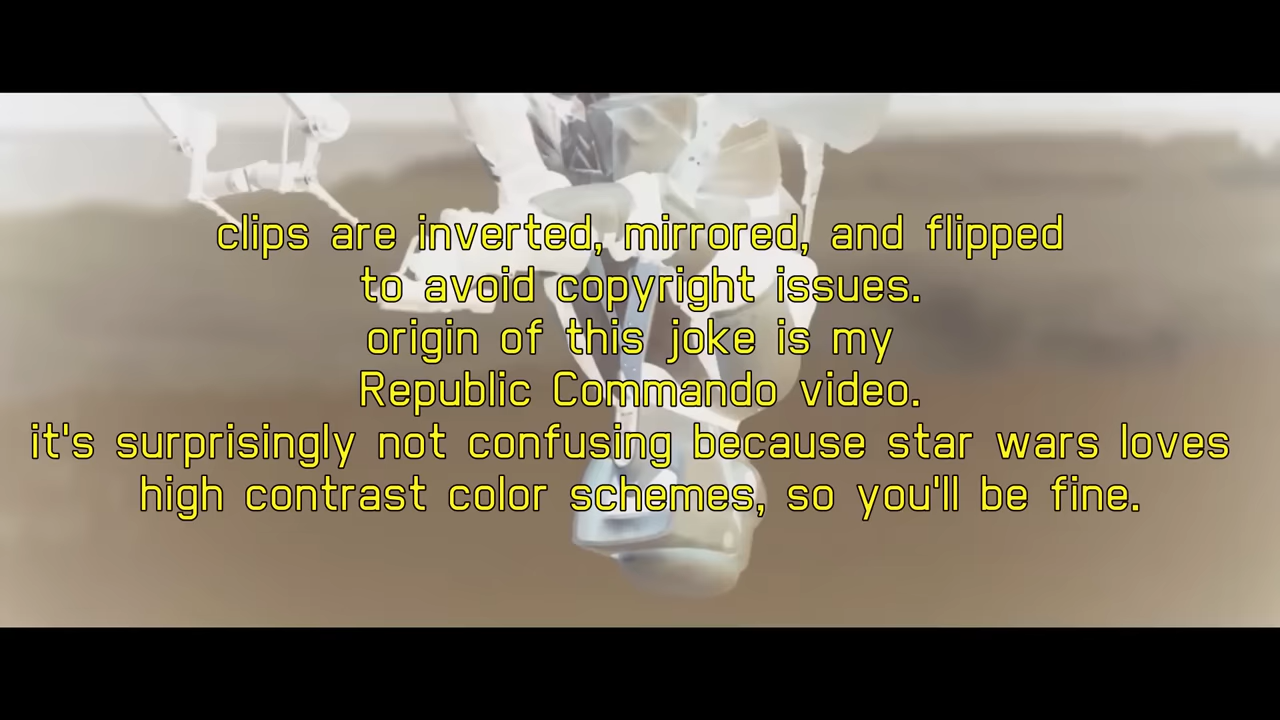 clips are inverted, mirrored, and flipped
to avoid copyright issues.
origin of this joke is my
Republic Commando video.
it's surprisingly not confusing because star wars loves
high contrast color schemes, so you'll be fine.